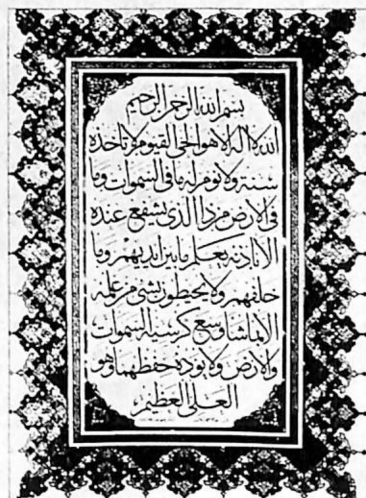 بسم الله الرحمن الرحيم
الله لا اله الا هو الحي القيوم لا تاخذه
سنة ولا نوم له ما في السموات وما
في الارض من ذا الذي يشفع عنده
الا باذنه يعلم ما بين ايديهم وما
خلفهم ولا يحيطون بشيء من علمه
الا بما شاء وسع كرسيه السموات
والارض ولا يؤده حفظهما وهو
العلي العظيم